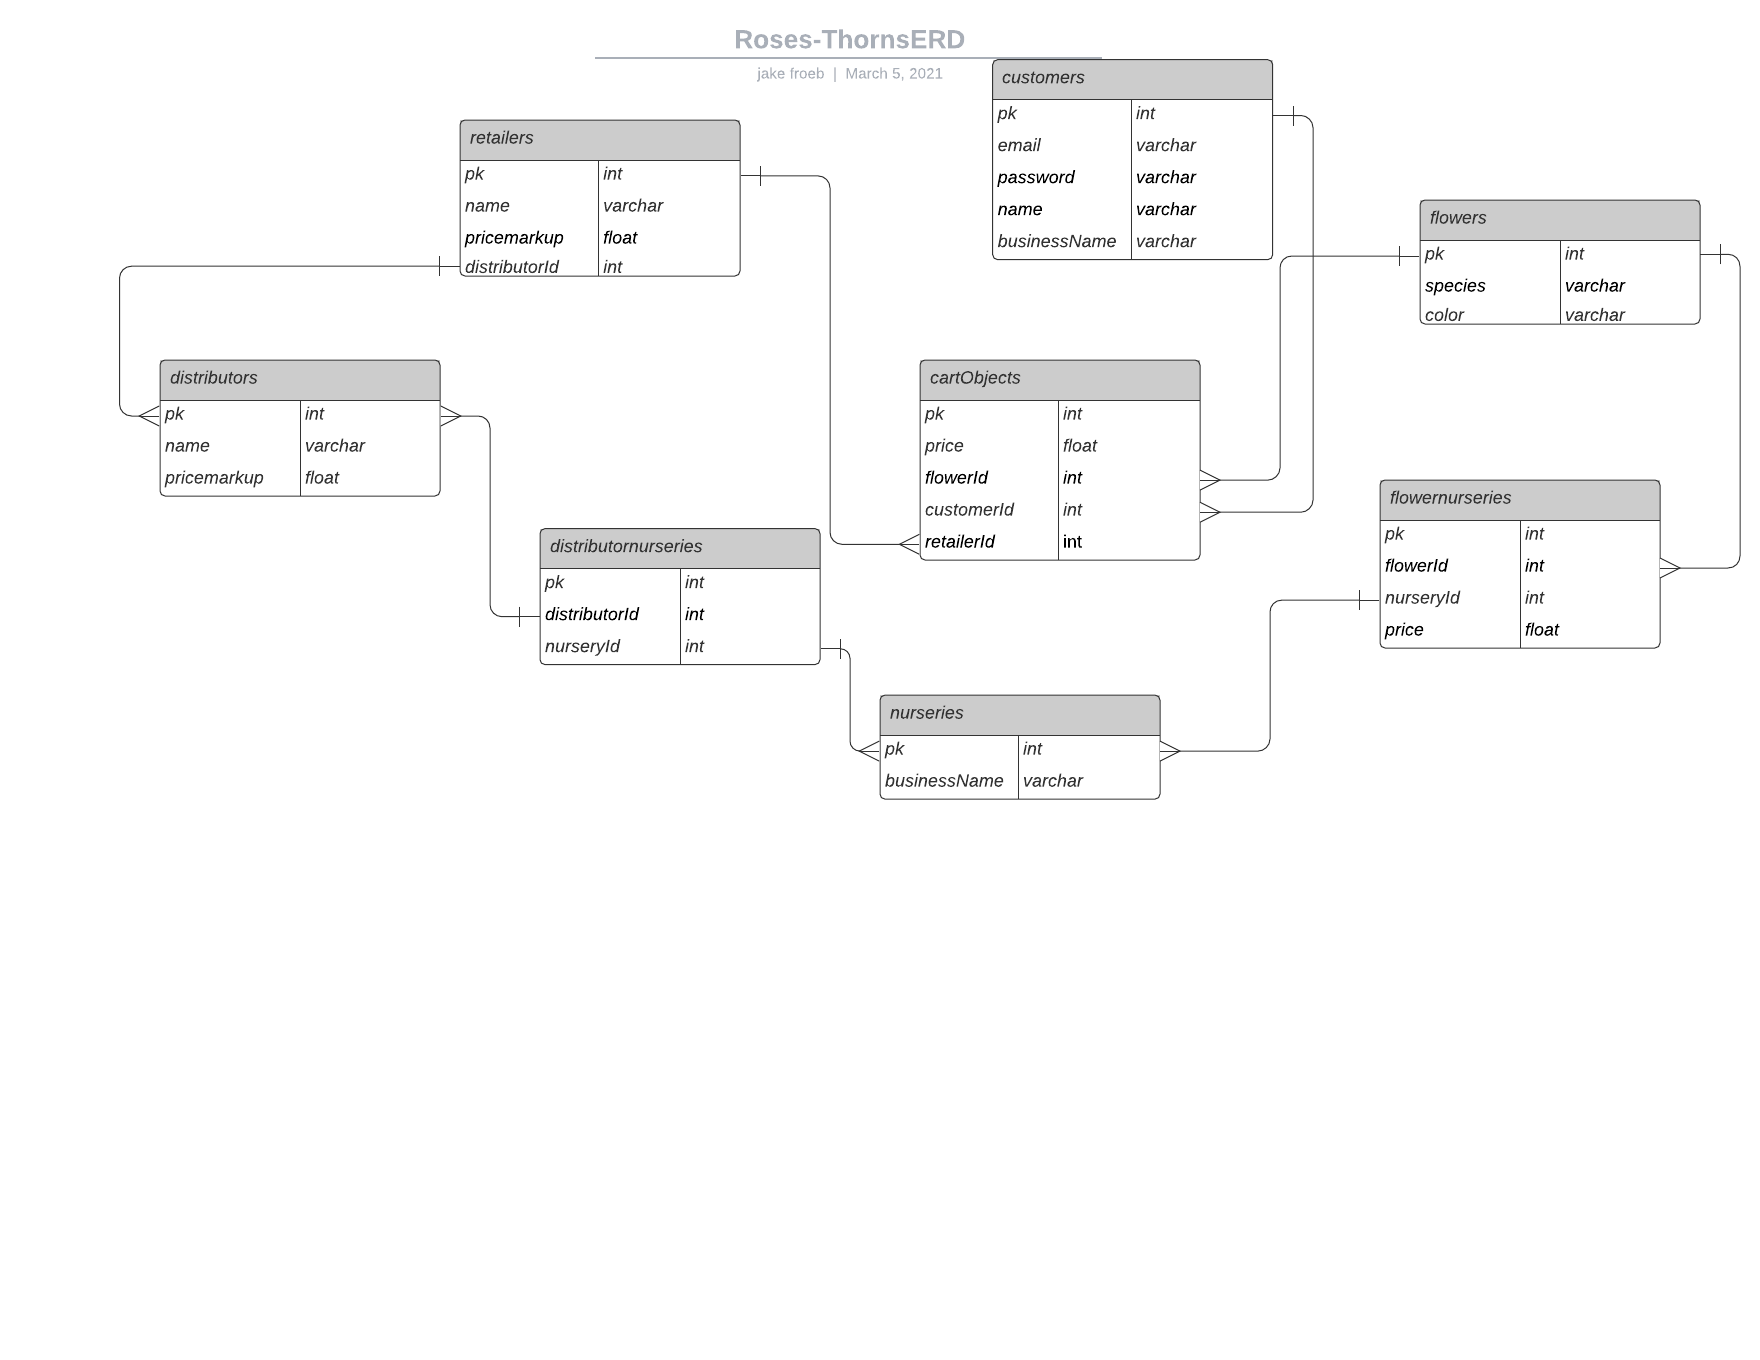 Roses-ThornsERD
jake froeb | March 5, 2021
customers
pk int
email varchar
password varchar
name varchar
businessName varchar
retailers
pk int
name varchar
pricemarkup float
distributorId int
flowers
pk int
species varchar
color varchar
distributors
pk int
name varchar
pricemarkup float
cartObjects
pk int
price float
flowerId int
customerId int
retailerId int
flowernurseries
pk int
flowerId int
nurseryId int
price float
distributornurseries
pk int
distributorId int
nurseryId int
nurseries
pk int
businessName varchar